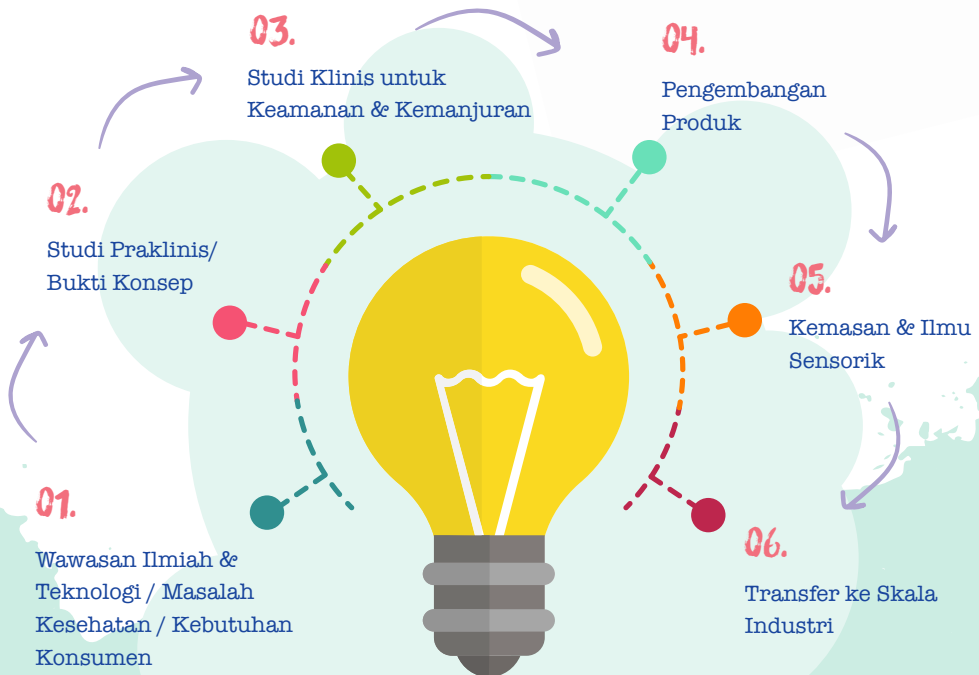 01.
Wawasan Ilmiah &
Teknologi / Masalah
Kesehatan / Kebutuhan
Konsumen
02.
Studi Praklinis/
Bukti Konsep
03.
Studi Klinis untuk
Keamanan & Kemanjuran
04.
Pengembangan
Produk
05.
Kemasan & Ilmu
Sensorik
06.
Transfer ke Skala
Industri